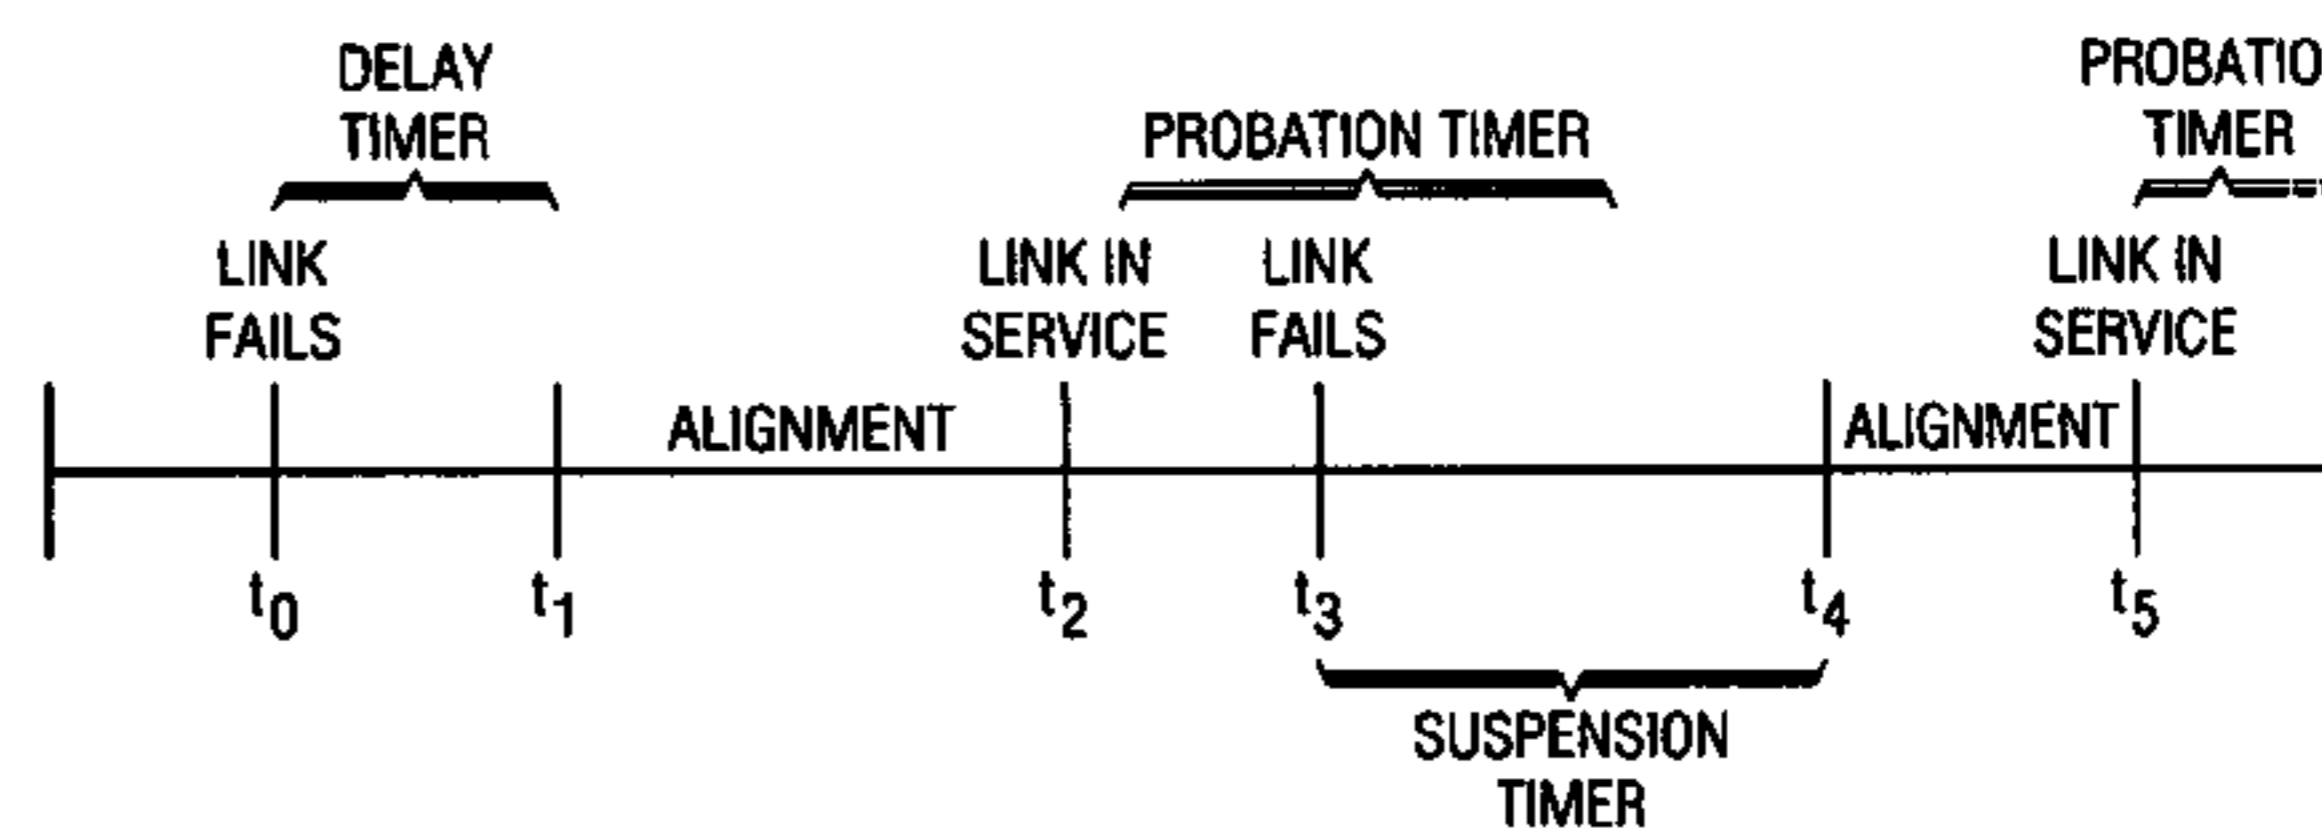 DELAY
TIMER
PROBATION TIMER
PROBATIO
TIMER
LINK
FAILS
LINK IN
SERVICE
LINK
FAILS
LINK IN
SERVICE
ALIGNMENT
ALIGNMENT
t0
t1
t2
t3
t4
t5
SUSPENSION
TIMER